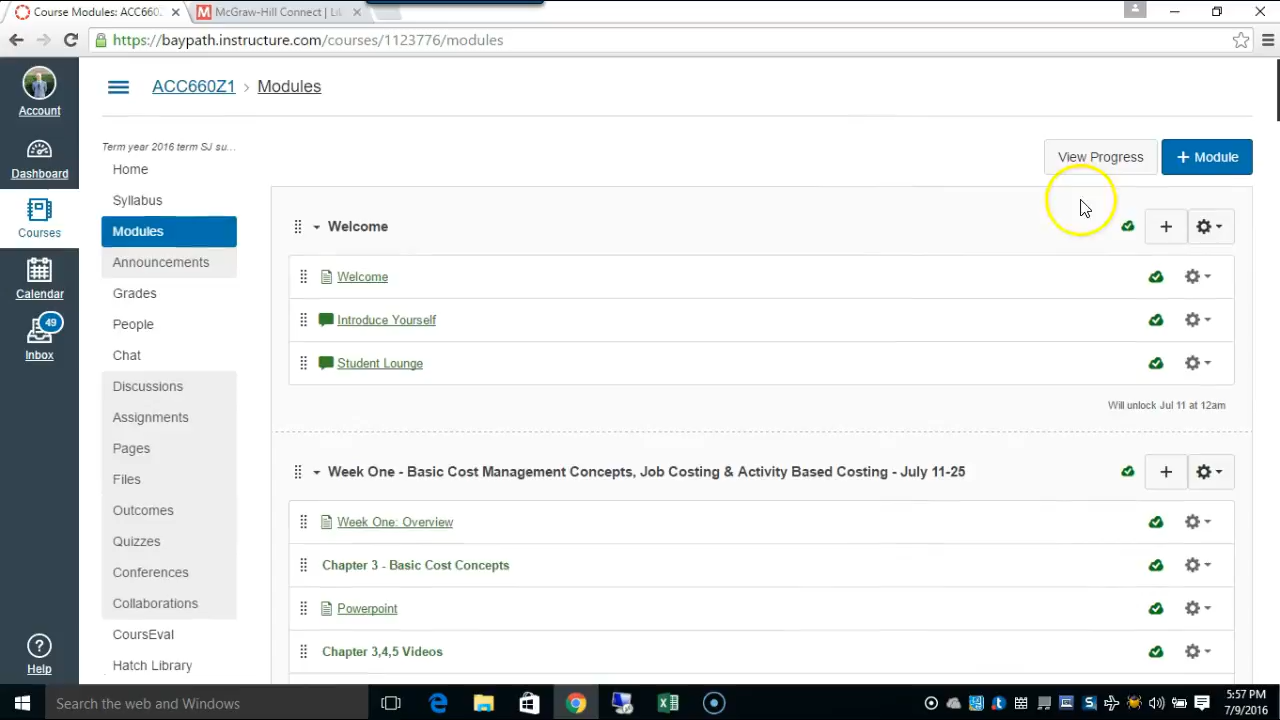 Course Modules: ACC660.
McGraw-Hill Connect | Li
https://baypath.instructure.com/courses/1123776/modules
Account
Dashboard
Courses
Calendar
49
Inbox
Help
ACC660Z1 › Modules
Term year 2016 term SJ su...
Home
Syllabus
Modules
Announcements
Grades
People
Chat
Discussions
Assignments
Pages
Files
Outcomes
Quizzes
Conferences
Collaborations
CoursEval
Hatch Library
View Progress
+ Module
Welcome
Welcome
Introduce Yourself
Student Lounge
Will unlock Jul 11 at 12am
Week One - Basic Cost Management Concepts, Job Costing & Activity Based Costing - July 11-25
Week One: Overview
Chapter 3 - Basic Cost Concepts
Powerpoint
Chapter 3,4,5 Videos
Search the web and Windows
5:57 PM
7/9/2016